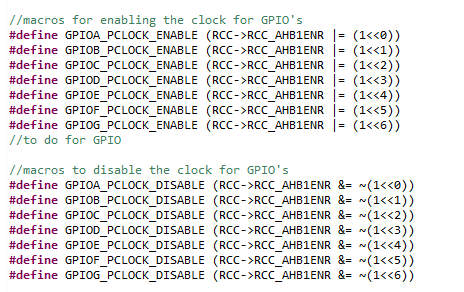 //macros for enabling the clock for GPIO's
#define GPIOA_PCLOCK_ENABLE (RCC->RCC_AHB1ENR |= (1<<0))
#define GPIOB_PCLOCK_ENABLE (RCC->RCC_AHB1ENR |= (1<<1))
#define GPIOC_PCLOCK_ENABLE (RCC->RCC_AHB1ENR |= (1<<2))
#define GPIOD_PCLOCK_ENABLE (RCC->RCC_AHB1ENR |= (1<<3))
#define GPIOE_PCLOCK_ENABLE (RCC->RCC_AHB1ENR |= (1<<4))
#define GPIOF_PCLOCK_ENABLE (RCC->RCC_AHB1ENR |= (1<<5))
#define GPIOG_PCLOCK_ENABLE (RCC->RCC_AHB1ENR |= (1<<6))
//to do for GPIO
//macros to disable the clock for GPIO's
#define GPIOA_PCLOCK_DISABLE (RCC->RCC_AHB1ENR &= ~(1<<0))
#define GPIOB_PCLOCK_DISABLE (RCC->RCC_AHB1ENR &= ~(1<<1))
#define GPIOC_PCLOCK_DISABLE (RCC->RCC_AHB1ENR &= ~(1<<2))
#define GPIOD_PCLOCK_DISABLE (RCC->RCC_AHB1ENR &= ~(1<<3))
#define GPIOE_PCLOCK_DISABLE (RCC->RCC_AHB1ENR &= ~(1<<4))
#define GPIOF_PCLOCK_DISABLE (RCC->RCC_AHB1ENR &= ~(1<<5))
#define GPIOG_PCLOCK_DISABLE (RCC->RCC_AHB1ENR &= ~(1<<6))